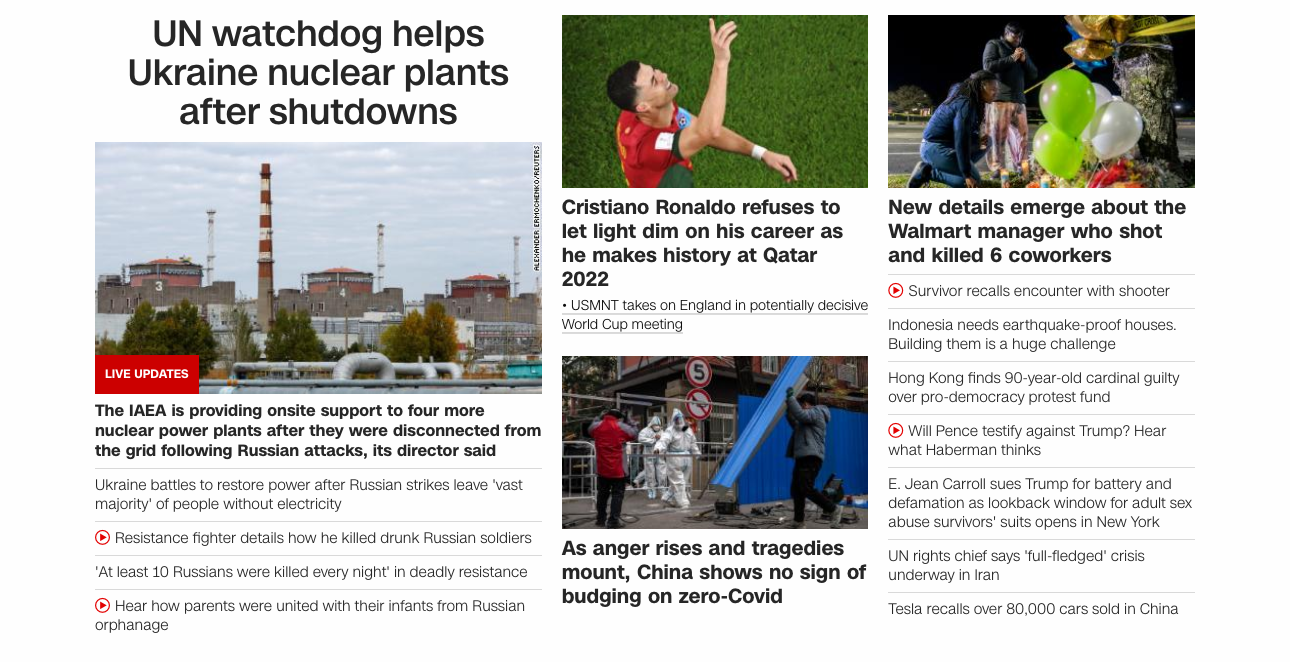 UN watchdog helps
Ukraine nuclear plants
after shutdowns
ALEXANDER ERMOCHENKO/REUTERS
3
4
5
LIVE UPDATES
The IAEA is providing onsite support to four more
nuclear power plants after they were disconnected from
the grid following Russian attacks, its director said
Ukraine battles to restore power after Russian strikes leave 'vast
majority' of people without electricity
Resistance fighter details how he killed drunk Russian soldiers
'At least 10 Russians were killed every night' in deadly resistance
Hear how parents were united with their infants from Russian
orphanage
Cristiano Ronaldo refuses to
let light dim on his career as
he makes history at Qatar
2022
• USMNT takes on England in potentially decisive
World Cup meeting
5
As anger rises and tragedies
mount, China shows no sign of
budging on zero-Covid
New details emerge about the
Walmart manager who shot
and killed 6 coworkers
Survivor recalls encounter with shooter
Indonesia needs earthquake-proof houses.
Building them is a huge challenge
Hong Kong finds 90-year-old cardinal guilty
over pro-democracy protest fund
Will Pence testify against Trump? Hear
what Haberman thinks
E. Jean Carroll sues Trump for battery and
defamation as lookback window for adult sex
abuse survivors' suits opens in New York
UN rights chief says 'full-fledged' crisis
underway in Iran
Tesla recalls over 80,000 cars sold in China